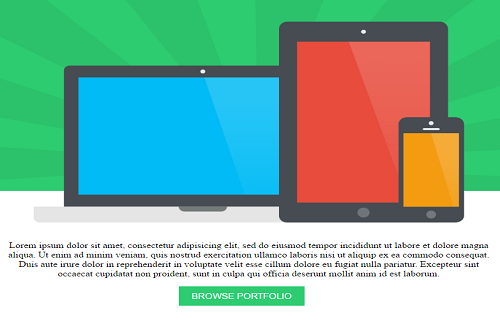 Lorem ipsum dolor sit amet, consectetur adipisicing elit, sed do eiusmod tempor incididunt ut labore et dolore magna
aliqua. Ut enim ad minim veniam, quis nostrud exercitation ullamco laboris nisi ut aliquip ex ea commodo consequat.
Duis aute irure dolor in reprehenderit in voluptate velit esse cillum dolore eu fugiat nulla pariatur. Excepteur sint
occaecat cupidatat non proident, sunt in culpa qui officia deserunt mollit anim id est laborum.
BROWSE PORTFOLIO